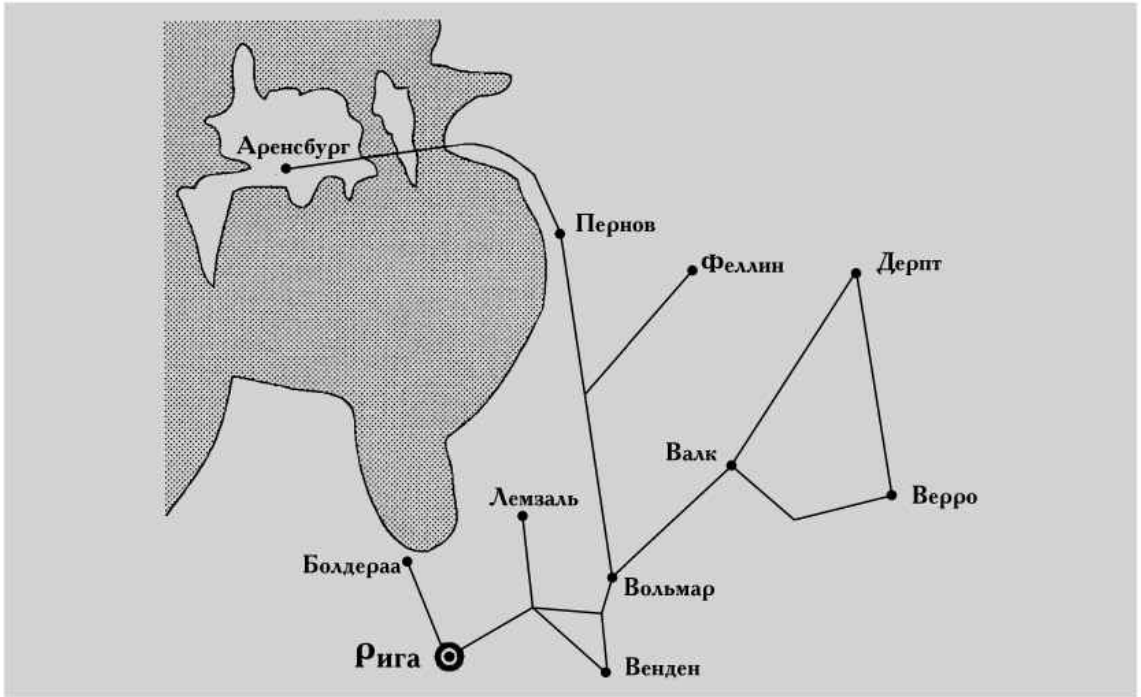 Аренсбург
Пернов
Феллин
Дерпт
Валк
Верро
Лемзаль
Болдераа
Вольмар
Рига
Венден